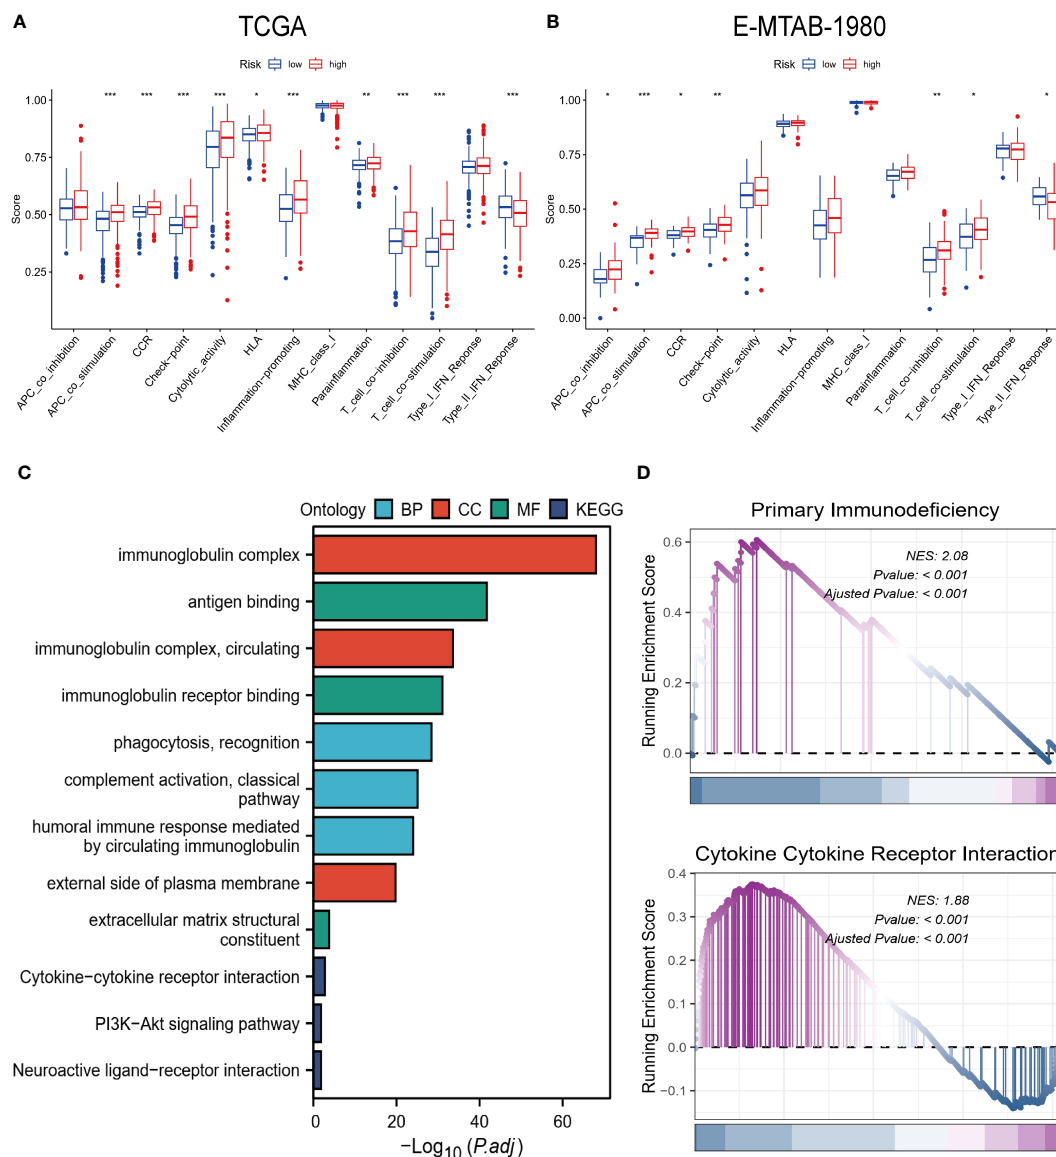 A
TCGA
Risk low high
*** *** *** *** * *** ** *** *** ***
Score
1.00
0.75
0.50
0.25
APC_co_inhibition
APC_co_stimulation
CCR
Check-point
Cytolytic_activity
HLA
Inflammation-promoting
MHC_class_I
Parainflammation
T_cell_co-inhibition
T_cell_co-stimulation
Type_I_IFN_Reponse
Type_II_IFN_Reponse
B
E-MTAB-1980
Risk low high
* *** * ** ** * *
Score
1.00
0.75
0.50
0.25
0.00
APC_co_inhibition
APC_co_stimulation
CCR
Check-point
Cytolytic_activity
HLA
Inflammation-promoting
MHC_class_I
Parainflammation
T_cell_co-inhibition
T_cell_co-stimulation
Type_I_IFN_Reponse
Type_II_IFN_Reponse
C
Ontology BP CC MF KEGG
immunoglobulin complex
antigen binding
immunoglobulin complex, circulating
immunoglobulin receptor binding
phagocytosis, recognition
complement activation, classical
pathway
humoral immune response mediated
by circulating immunoglobulin
external side of plasma membrane
extracellular matrix structural
constituent
Cytokine−cytokine receptor interaction
PI3K−Akt signaling pathway
Neuroactive ligand−receptor interaction
0 20 40 60
−Log10 (P.adj)
D
Primary Immunodeficiency
NES: 2.08
Pvalue: < 0.001
Ajusted Pvalue: < 0.001
Running Enrichment Score
0.6
0.4
0.2
0.0
Cytokine Cytokine Receptor Interaction
NES: 1.88
Pvalue: < 0.001
Ajusted Pvalue: < 0.001
Running Enrichment Score
0.4
0.3
0.2
0.1
0.0
−0.1